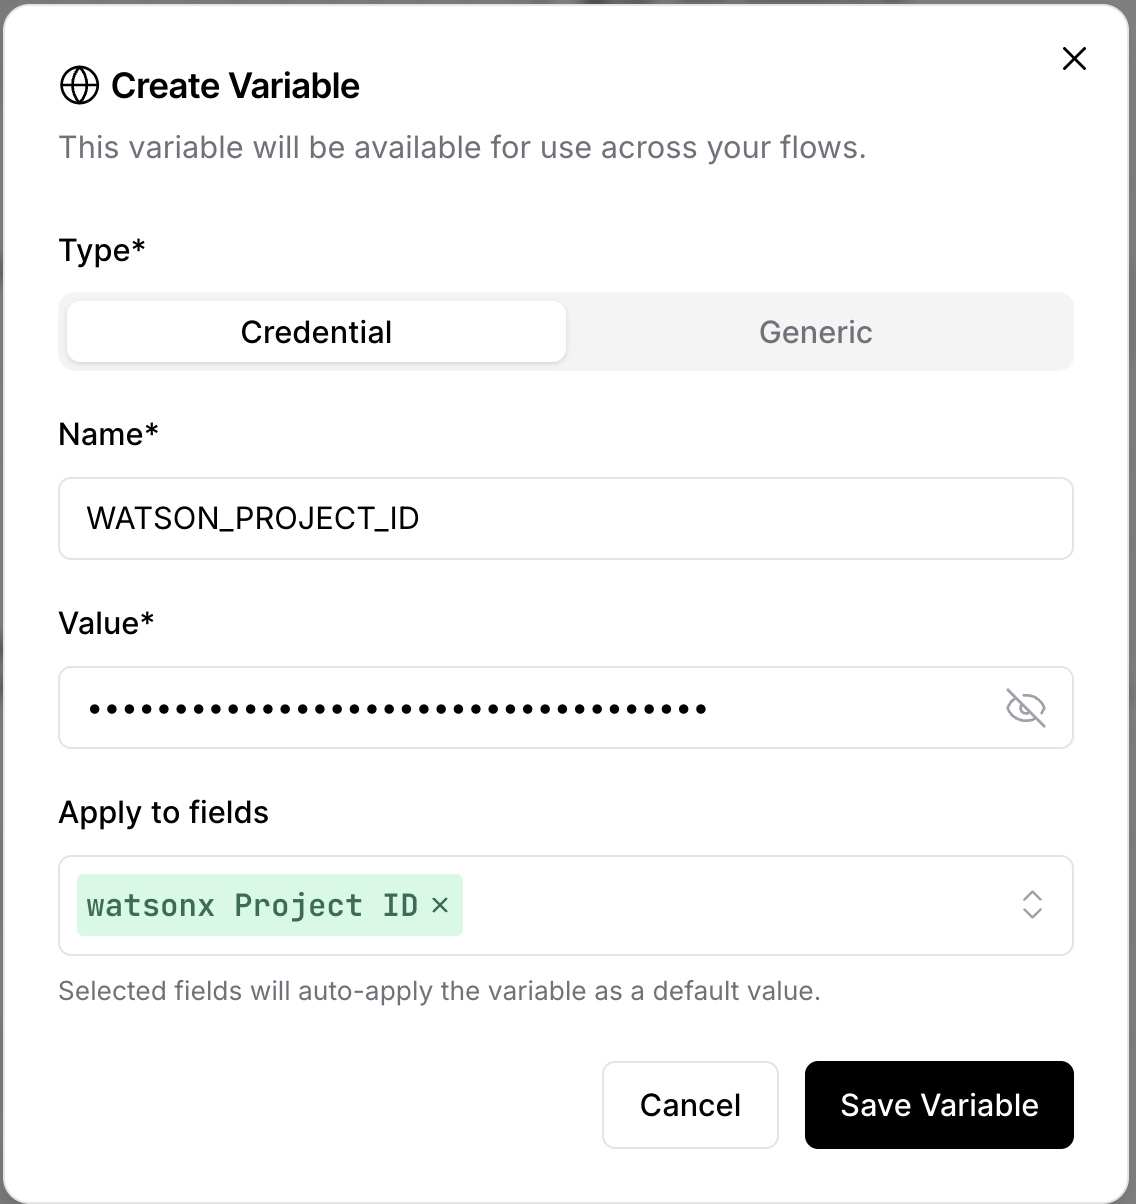 Create Variable
This variable will be available for use across your flows.
Type*
Credential Generic
Name*
WATSON_PROJECT_ID
Value*
••••••••••••••••••••••••••••••••••••
Apply to fields
watsonx Project ID ×
Selected fields will auto-apply the variable as a default value.
Cancel Save Variable